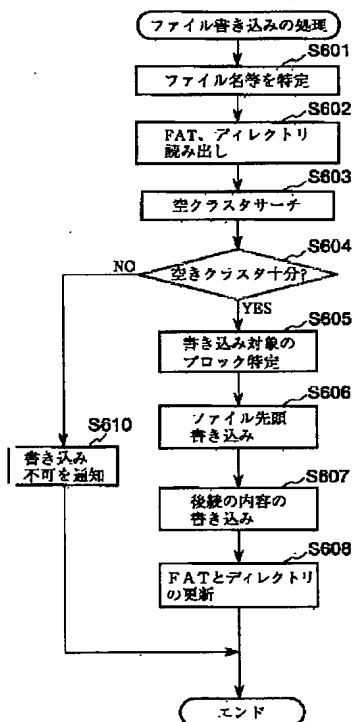 ファイル書き込みの処理
S601
ファイル名等を特定
S602
FAT、ディレクトリ
読み出し
S603
空クラスタサーチ
S604
空きクラスタ十分?
NO
YES
S605
書き込み対象の
ブロック特定
S606
ファイル先頭
書き込み
S610
書き込み
不可を通知
S607
後続の内容の
書き込み
S608
FATとディレクトリ
の更新
エンド